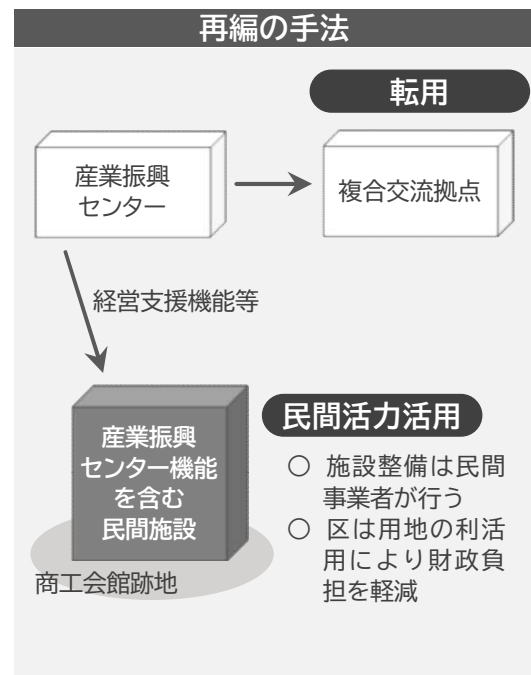 再編の手法
転用
産業振興
センター
複合交流拠点
経営支援機能等
産業振興
センター機能
を含む
民間施設
商工会館跡地
民間活力活用
○ 施設整備は民間
事業者が行う
○ 区は用地の利活
用により財政負
担を軽減